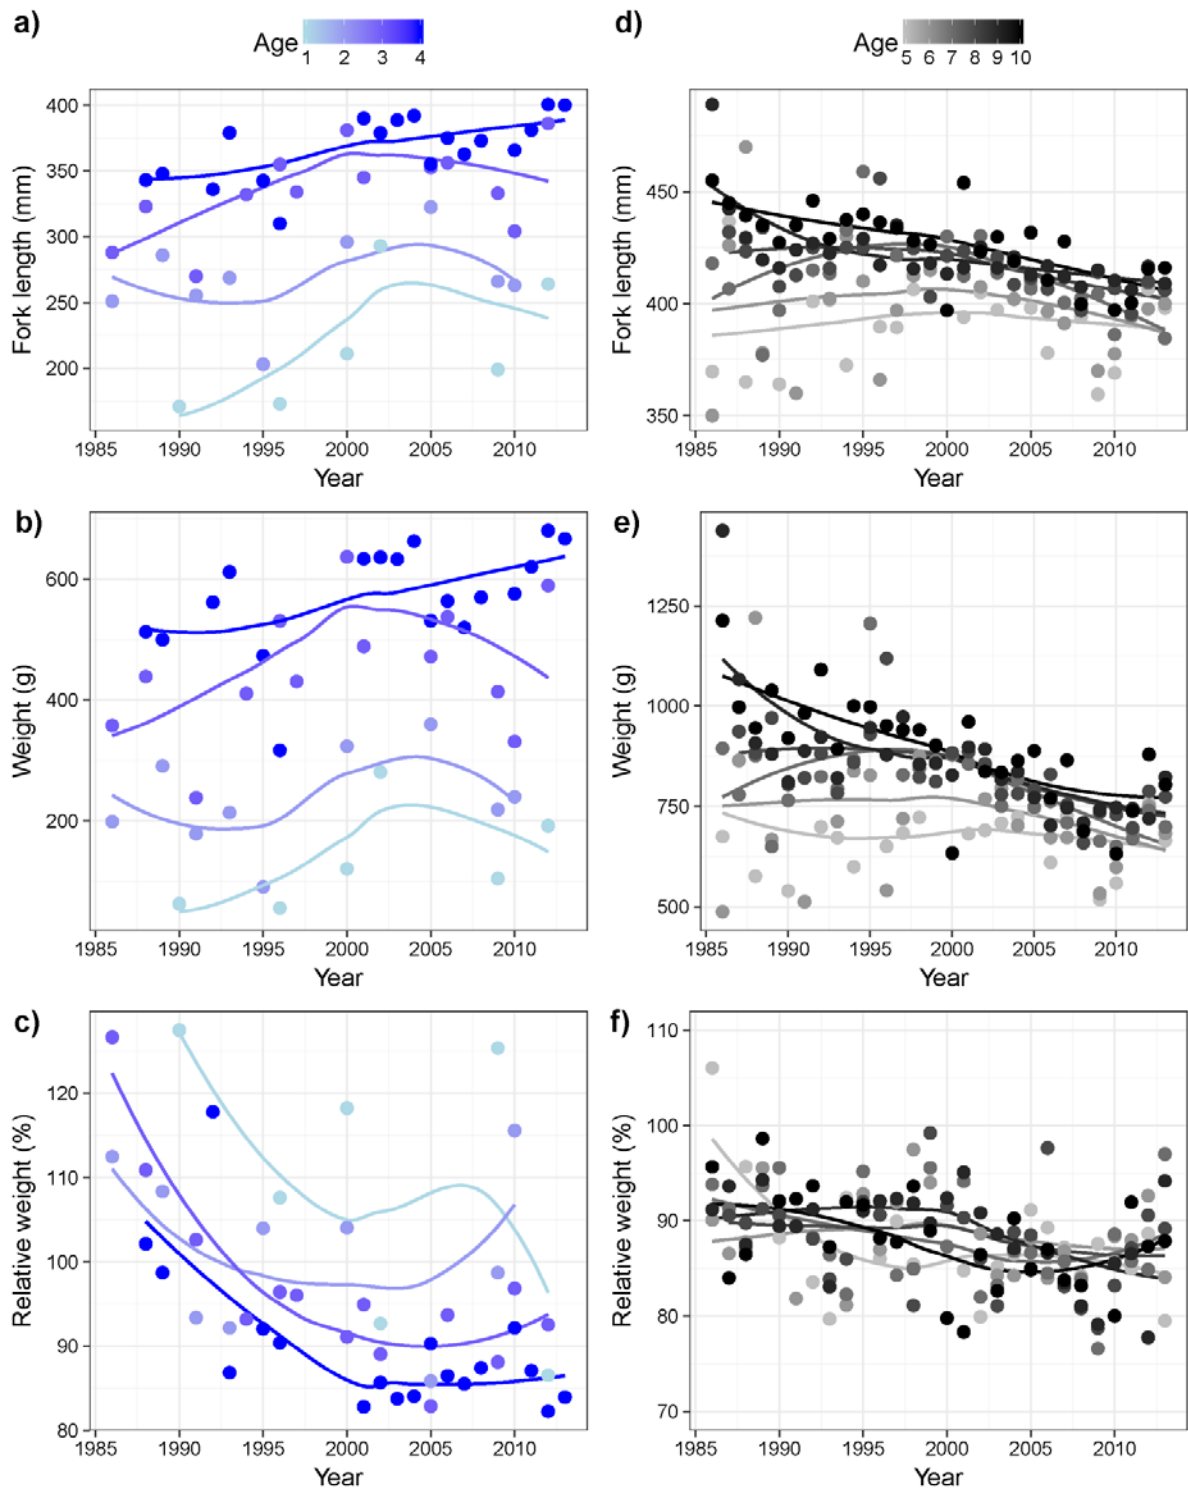 a)
Age
1 2 3 4
Fork length (mm)
400
350
300
250
200
1985 1990 1995 2000 2005 2010
Year
d)
Age
5 6 7 8 9 10
Fork length (mm)
450
400
350
1985 1990 1995 2000 2005 2010
Year
b)
Weight (g)
600
400
200
1985 1990 1995 2000 2005 2010
Year
e)
Weight (g)
1250
1000
750
500
1985 1990 1995 2000 2005 2010
Year
c)
Relative weight (%)
120
110
100
90
80
1985 1990 1995 2000 2005 2010
Year
f)
Relative weight (%)
110
100
90
80
70
1985 1990 1995 2000 2005 2010
Year